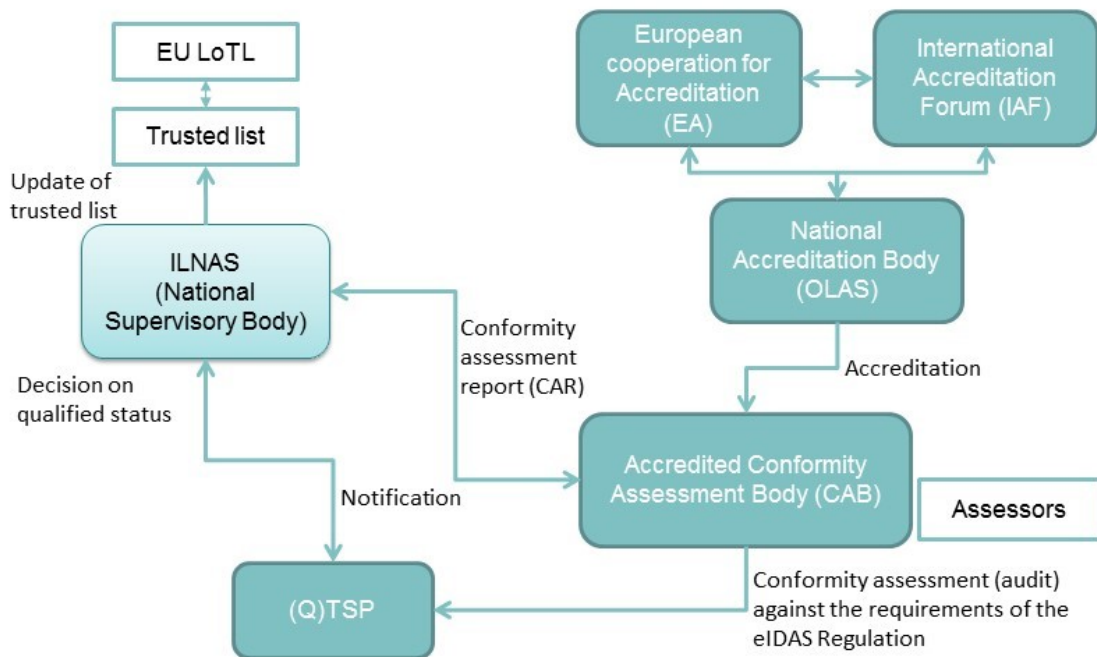 EU LoTL
Trusted list
Update of
trusted list
ILNAS
(National
Supervisory Body)
Decision on
qualified status
Notification
(Q)TSP
European
cooperation for
Accreditation
(EA)
International
Accreditation
Forum (IAF)
National
Accreditation Body
(OLAS)
Accreditation
Conformity
assessment
report (CAR)
Accredited Conformity
Assessment Body (CAB)
Assessors
Conformity assessment (audit)
against the requirements of the
eIDAS Regulation